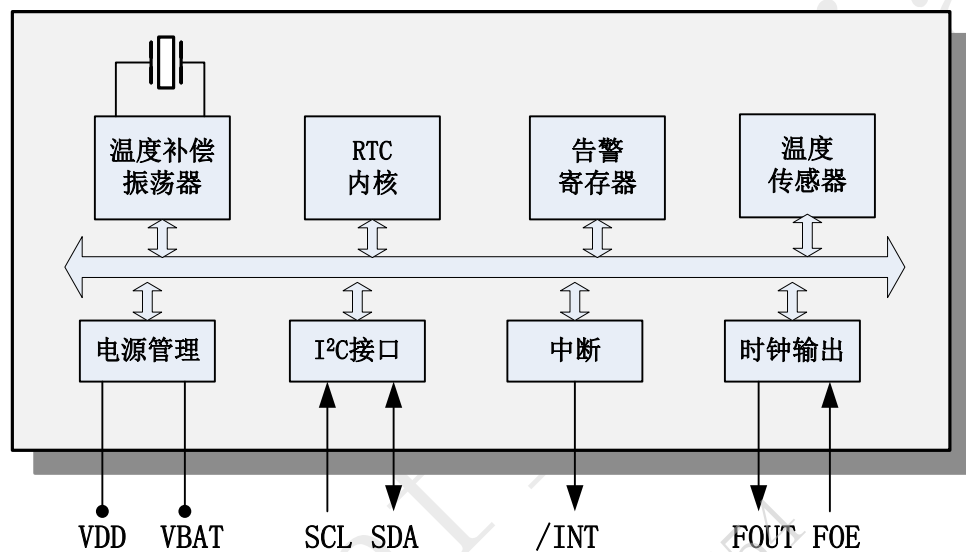 温度补偿
振荡器
RTC
内核
告警
寄存器
温度
传感器
电源管理
I²C接口
中断
时钟输出
VDD VBAT SCL SDA /INT FOUT FOE